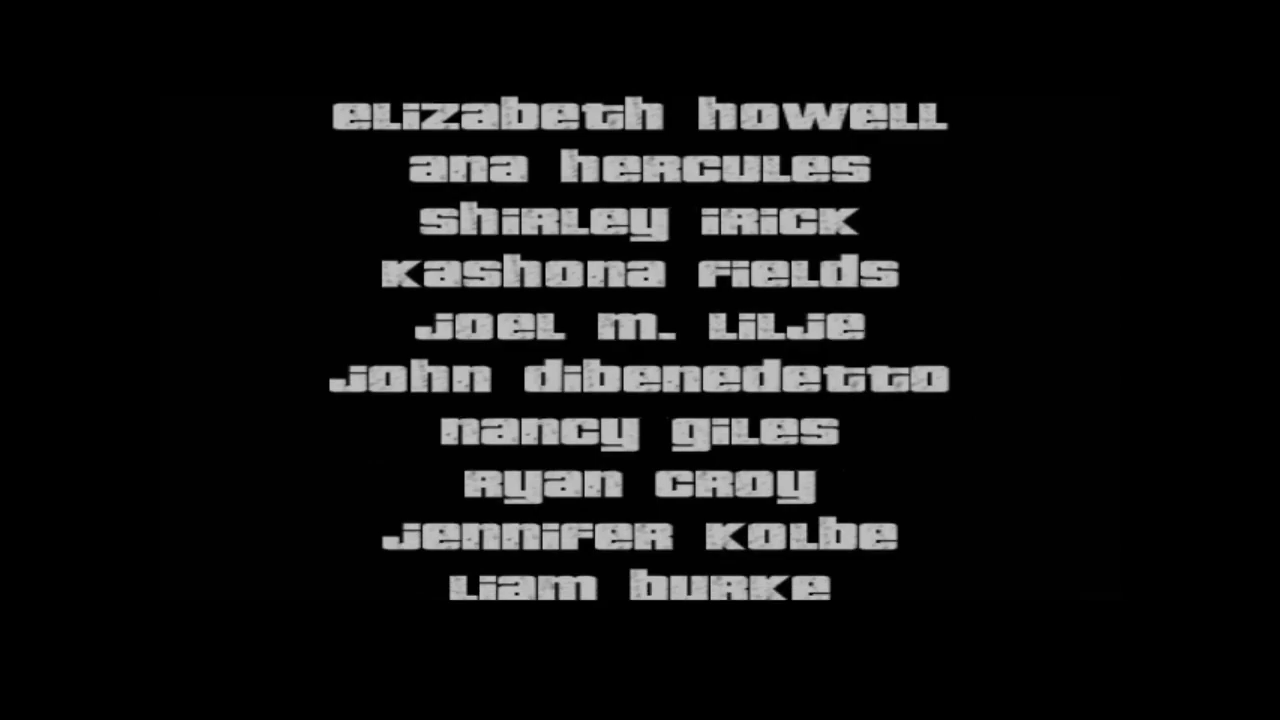 elizabeth howell
ana hercules
shirley irick
kashona fields
joel m. lilje
john dibenedetto
nancy giles
ryan croy
jennifer kolbe
liam burke